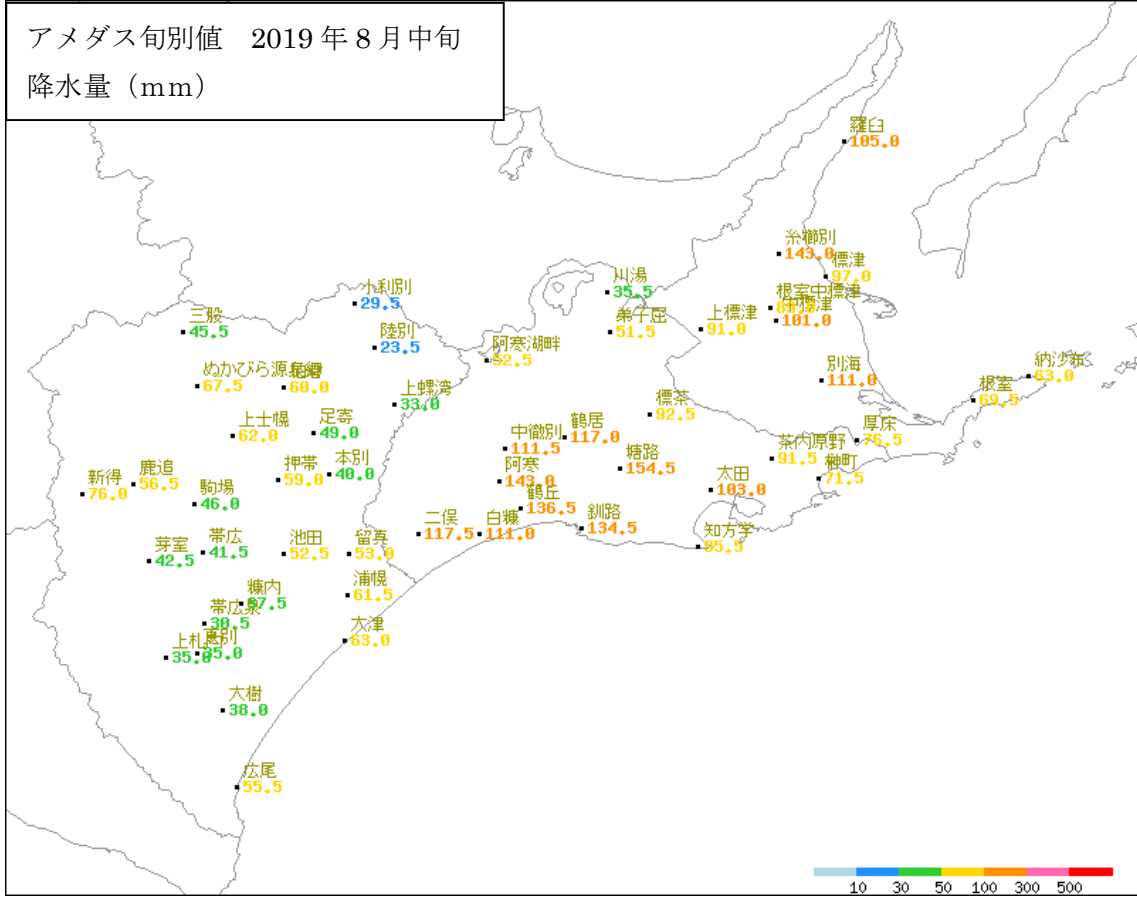 アメダス旬別値　2019年8月中旬
降水量（mm）
羅臼
105.0
糸櫛別
143.0
標津
97.0
根室中標津
中標津
101.0
川湯
35.5
小利別
29.5
三股
45.5
弟子屈
51.5
上標津
91.0
陸別
23.5
阿寒湖畔
52.5
ぬかびら源泉郷
67.5
60.0
別海
111.0
納沙布
63.0
根室
69.5
上螺湾
33.0
標茶
92.5
上士幌
62.0
足寄
49.0
中徹別
111.5
鶴居
117.0
厚床
76.5
茶内原野
91.5
榊町
71.5
塘路
154.5
新得
76.0
鹿追
56.5
押帯
59.0
本別
40.0
阿寒
143.0
太田
103.0
駒場
46.0
鶴丘
136.5
二俣
117.5
白糠
111.0
釧路
134.5
知方学
芽室
42.5
帯広
41.5
池田
52.5
留真
53.0
浦幌
61.5
糠内
帯広泉
30.5
上札内
35.0
更別
35.0
大津
63.0
大樹
38.0
広尾
55.5
10 30 50 100 300 500